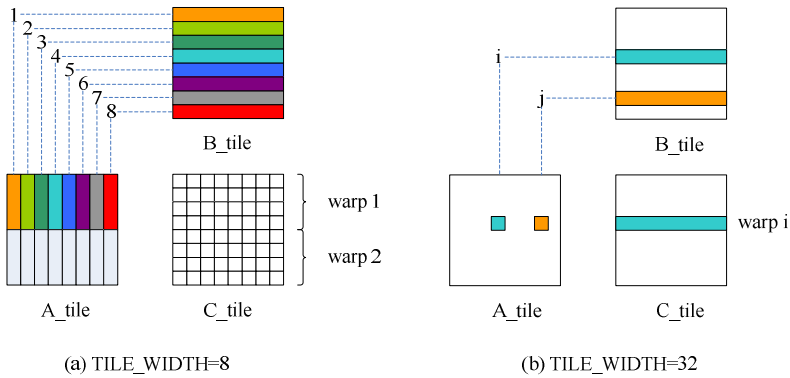 1
2
3
4
5
6
7
8
B_tile
warp 1
warp 2
A_tile
C_tile
(a) TILE_WIDTH=8
i
j
B_tile
warp i
A_tile
C_tile
(b) TILE_WIDTH=32